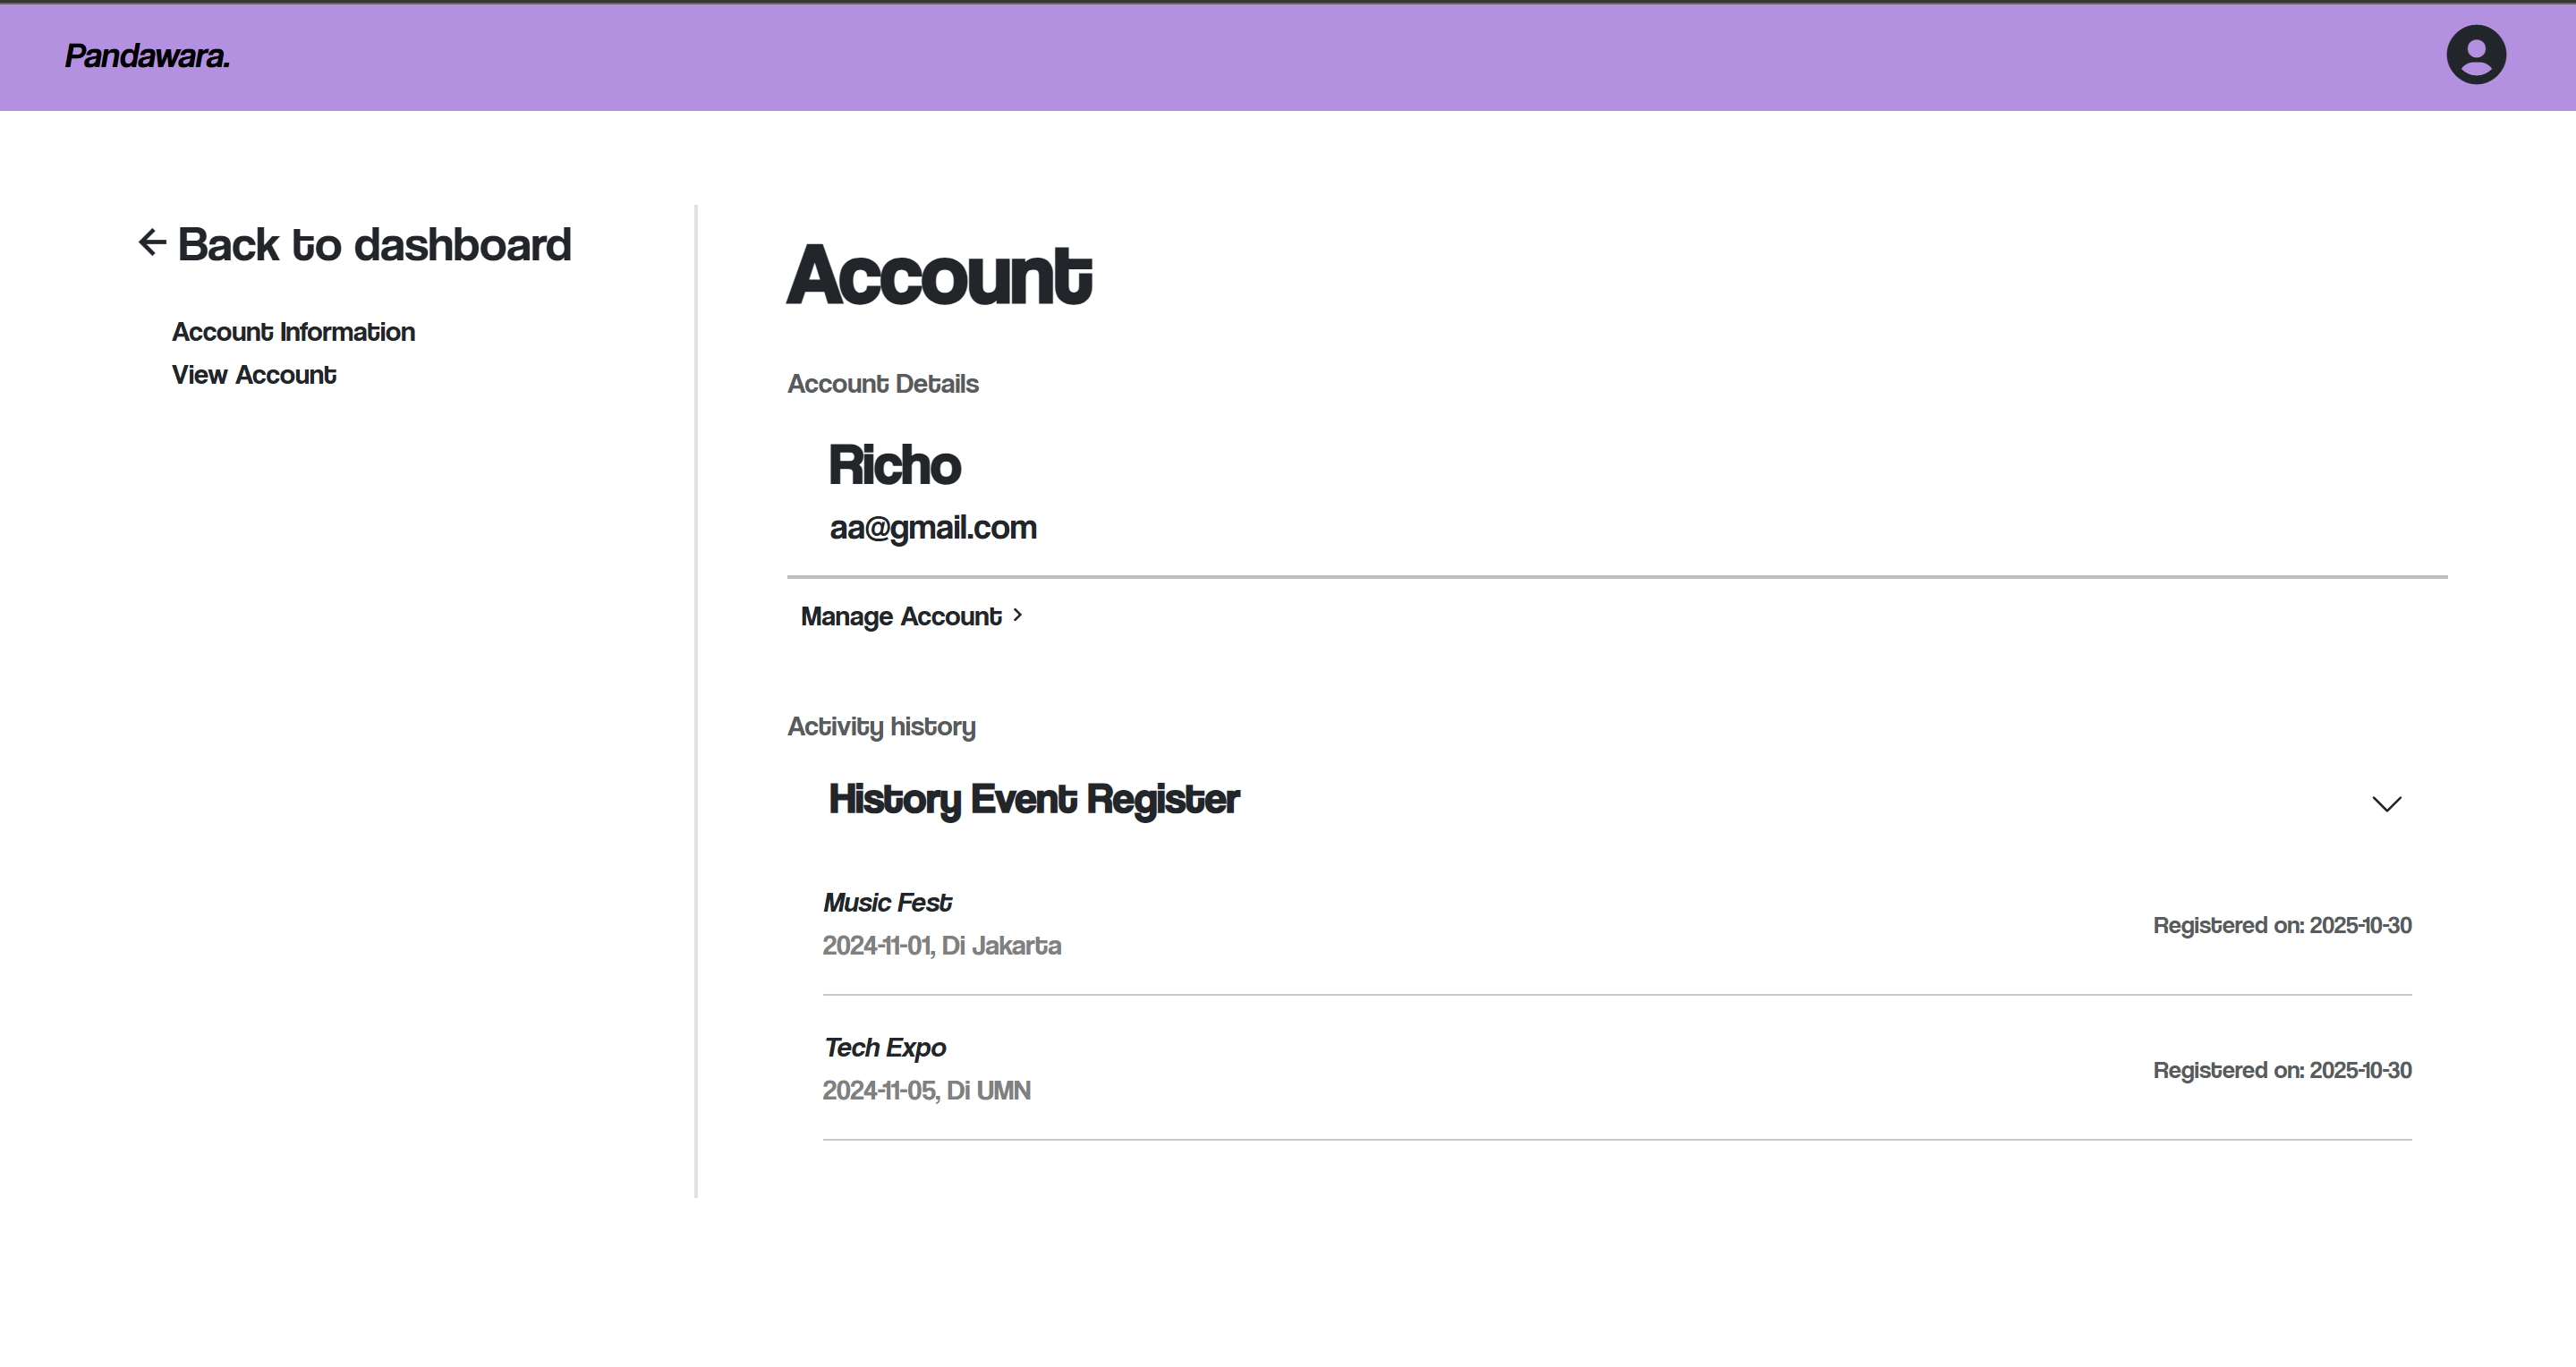 Pandawara.
Back to dashboard
Account Information
View Account
Account
Account Details
Richo
aa@gmail.com
Manage Account
Activity history
History Event Register
Music Fest
2024-11-01, Di Jakarta
Registered on: 2025-10-30
Tech Expo
2024-11-05, Di UMN
Registered on: 2025-10-30